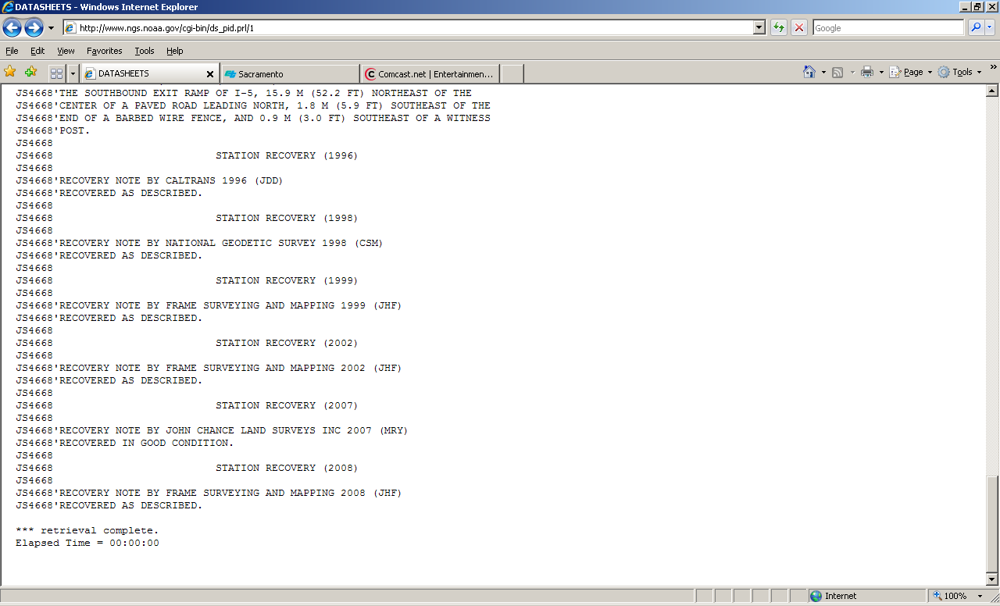 DATASHEETS - Windows Internet Explorer
http://www.ngs.noaa.gov/cgi-bin/ds_pid.prl/1
Google
File Edit View Favorites Tools Help
DATASHEETS
Sacramento
Comcast.net | Entertainmen...
Page
Tools
JS4668'THE SOUTHBOUND EXIT RAMP OF I-5, 15.9 M (52.2 FT) NORTHEAST OF THE
JS4668'CENTER OF A PAVED ROAD LEADING NORTH, 1.8 M (5.9 FT) SOUTHEAST OF THE
JS4668'END OF A BARBED WIRE FENCE, AND 0.9 M (3.0 FT) SOUTHEAST OF A WITNESS
JS4668'POST.
JS4668
JS4668 STATION RECOVERY (1996)
JS4668
JS4668'RECOVERY NOTE BY CALTRANS 1996 (JDD)
JS4668'RECOVERED AS DESCRIBED.
JS4668
JS4668 STATION RECOVERY (1998)
JS4668
JS4668'RECOVERY NOTE BY NATIONAL GEODETIC SURVEY 1998 (CSM)
JS4668'RECOVERED AS DESCRIBED.
JS4668
JS4668 STATION RECOVERY (1999)
JS4668
JS4668'RECOVERY NOTE BY FRAME SURVEYING AND MAPPING 1999 (JHF)
JS4668'RECOVERED AS DESCRIBED.
JS4668
JS4668 STATION RECOVERY (2002)
JS4668
JS4668'RECOVERY NOTE BY FRAME SURVEYING AND MAPPING 2002 (JHF)
JS4668'RECOVERED AS DESCRIBED.
JS4668
JS4668 STATION RECOVERY (2007)
JS4668
JS4668'RECOVERY NOTE BY JOHN CHANCE LAND SURVEYS INC 2007 (MRY)
JS4668'RECOVERED IN GOOD CONDITION.
JS4668
JS4668 STATION RECOVERY (2008)
JS4668
JS4668'RECOVERY NOTE BY FRAME SURVEYING AND MAPPING 2008 (JHF)
JS4668'RECOVERED AS DESCRIBED.
*** retrieval complete.
Elapsed Time = 00:00:00
Internet
100%